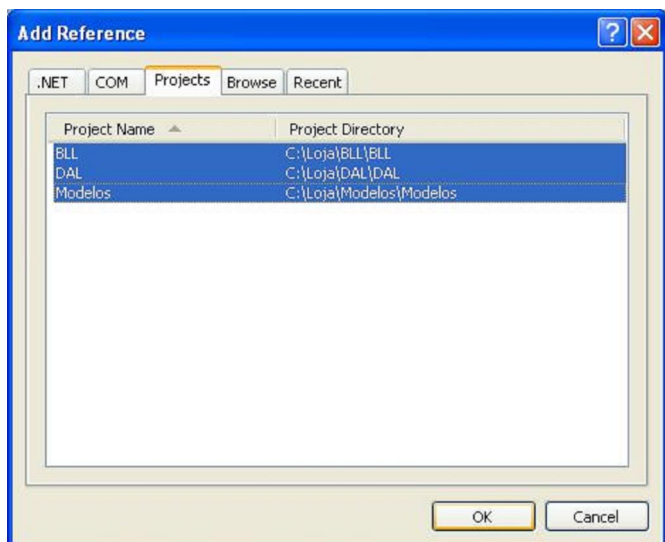 Add Reference
.NET COM Projects Browse Recent
Project Name Project Directory
BLL C:\Loja\BLL\BLL
DAL C:\Loja\DAL\DAL
Modelos C:\Loja\Modelos\Modelos
OK Cancel